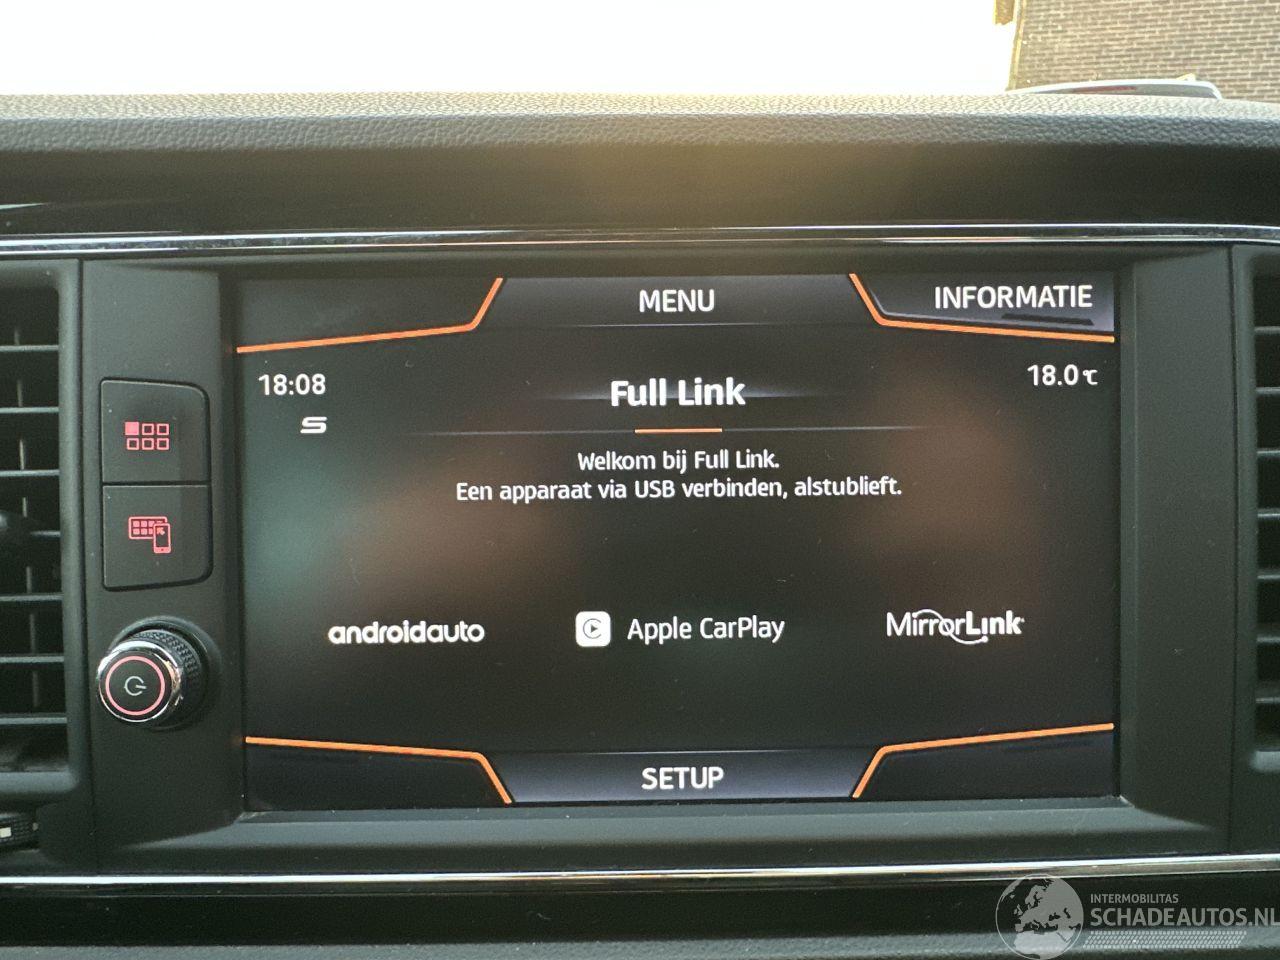 MENU
INFORMATIE
18:08
18.0°C
Full Link
Welkom bij Full Link.
Een apparaat via USB verbinden, alstublieft.
androidauto
Apple CarPlay
MirrorLink
SETUP
INTERMOBILITAS
SCHADEAUTOS.NL